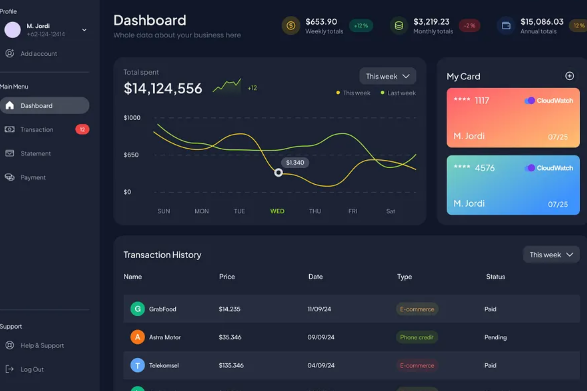 Profile
M. Jordi
+62-124-12414
Add account
Main Menu
Dashboard
Transaction
12
Statement
Payment
Support
Help & Support
Log Out
Dashboard
Whole data about your business here
$653.90
Weekly totals
+12%
$3,219.23
Monthly totals
-2%
$15,086.03
Annual totals
12%
Total spent
$14,124,556
+12
This week
This week
Last week
$1000
$650
$0
$1,340
SUN
MON
TUE
WED
THU
FRI
Sat
My Card
**** 1117
CloudWatch
M. Jordi
07/25
**** 4576
CloudWatch
M. Jordi
07/25
Transaction History
This week
Name Price Date Type Status
G GrabFood $14.235 11/09/24 E-commerce Paid
A Astra Motor $35.346 09/09/24 Phone credit Pending
T Telekomsel $135.346 04/09/24 E-commerce Paid